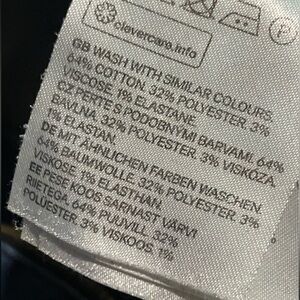 clevercare.info
GB WASH WITH SIMILAR COLOURS.
64% COTTON. 32% POLYESTER. 3%
VISCOSE. 1% ELASTANE
CZ PERTE S PODOBNÝMI BARVAMI. 64%
BAVLNA. 32% POLYESTER. 3% VISKÓZA.
1% ELASTAN.
DE MIT ÄHNLICHEN FARBEN WASCHEN.
64% BAUMWOLLE. 32% POLYESTER. 3%
VISKOSE. 1% ELASTHAN.
EE PESE KOOS SARNAST VÄRVI
RIIETEGA. 64% PUUVILL. 32%
POLÜESTER. 3% VISKOOS. 1%